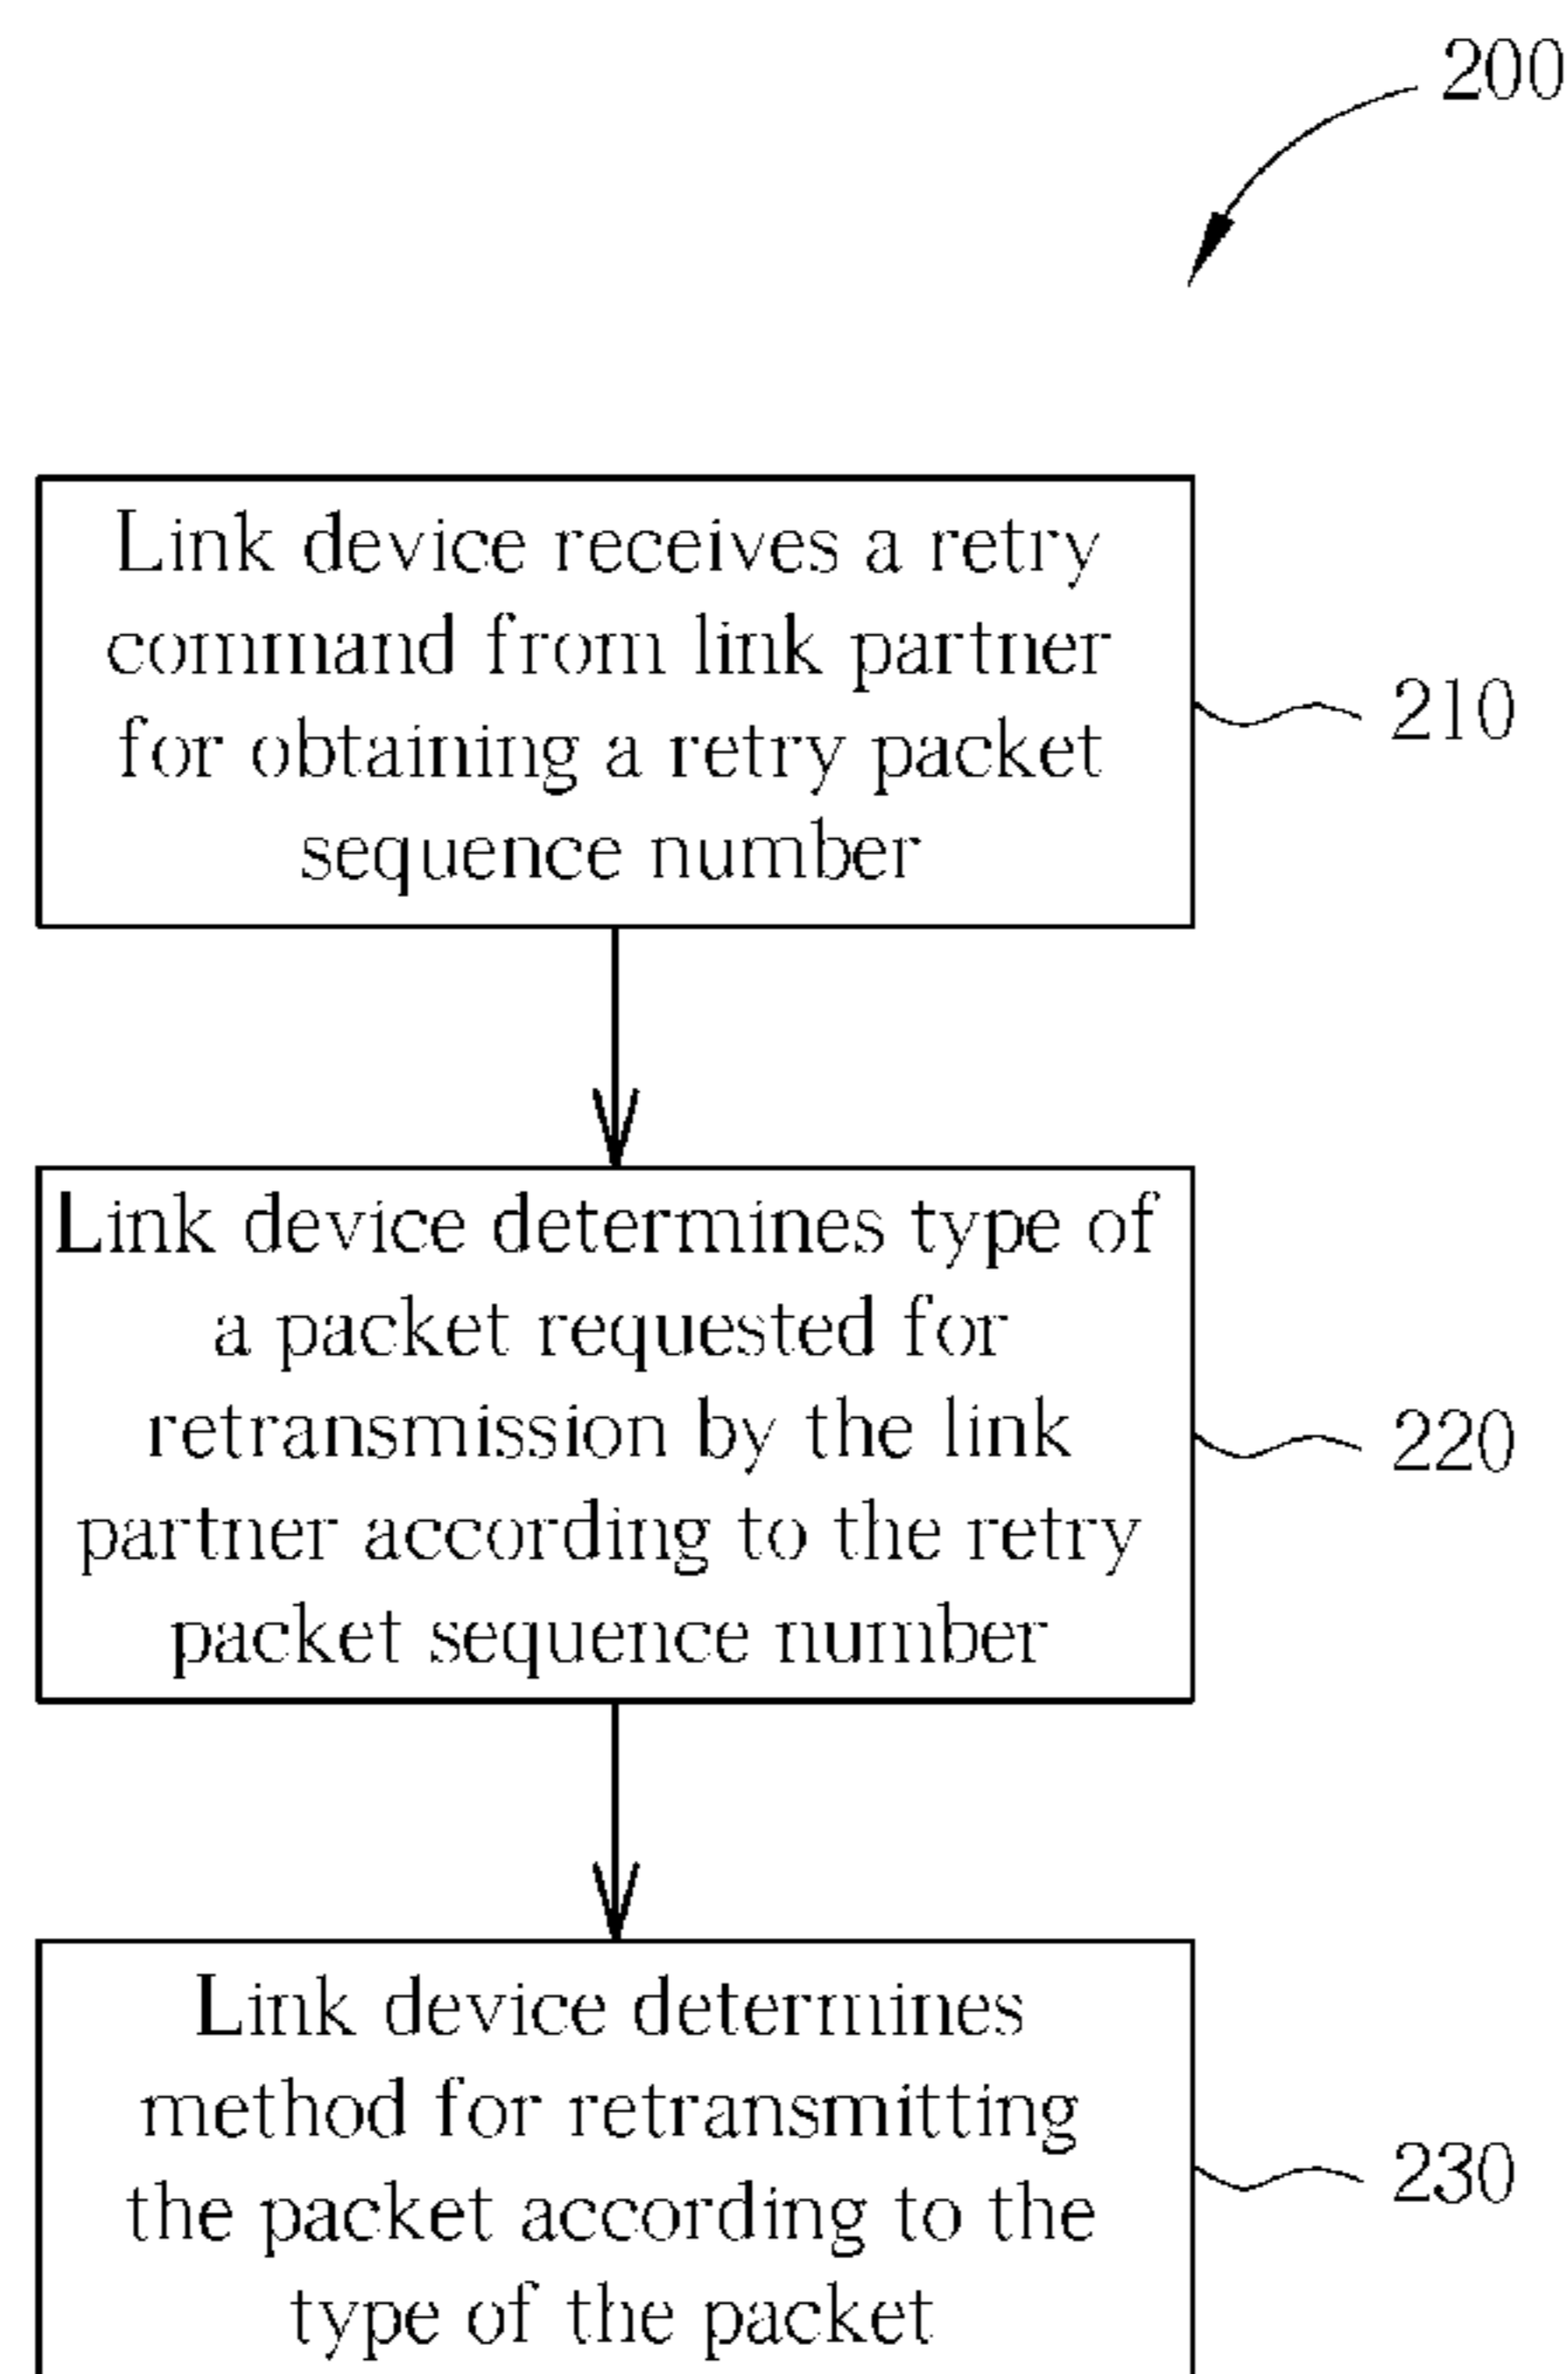 200
Link device receives a retry
command from link partner
for obtaining a retry packet
sequence number
210
Link device determines type of
a packet requested for
retransmission by the link
partner according to the retry
packet sequence number
220
Link device determines
method for retransmitting
the packet according to the
type of the packet
230